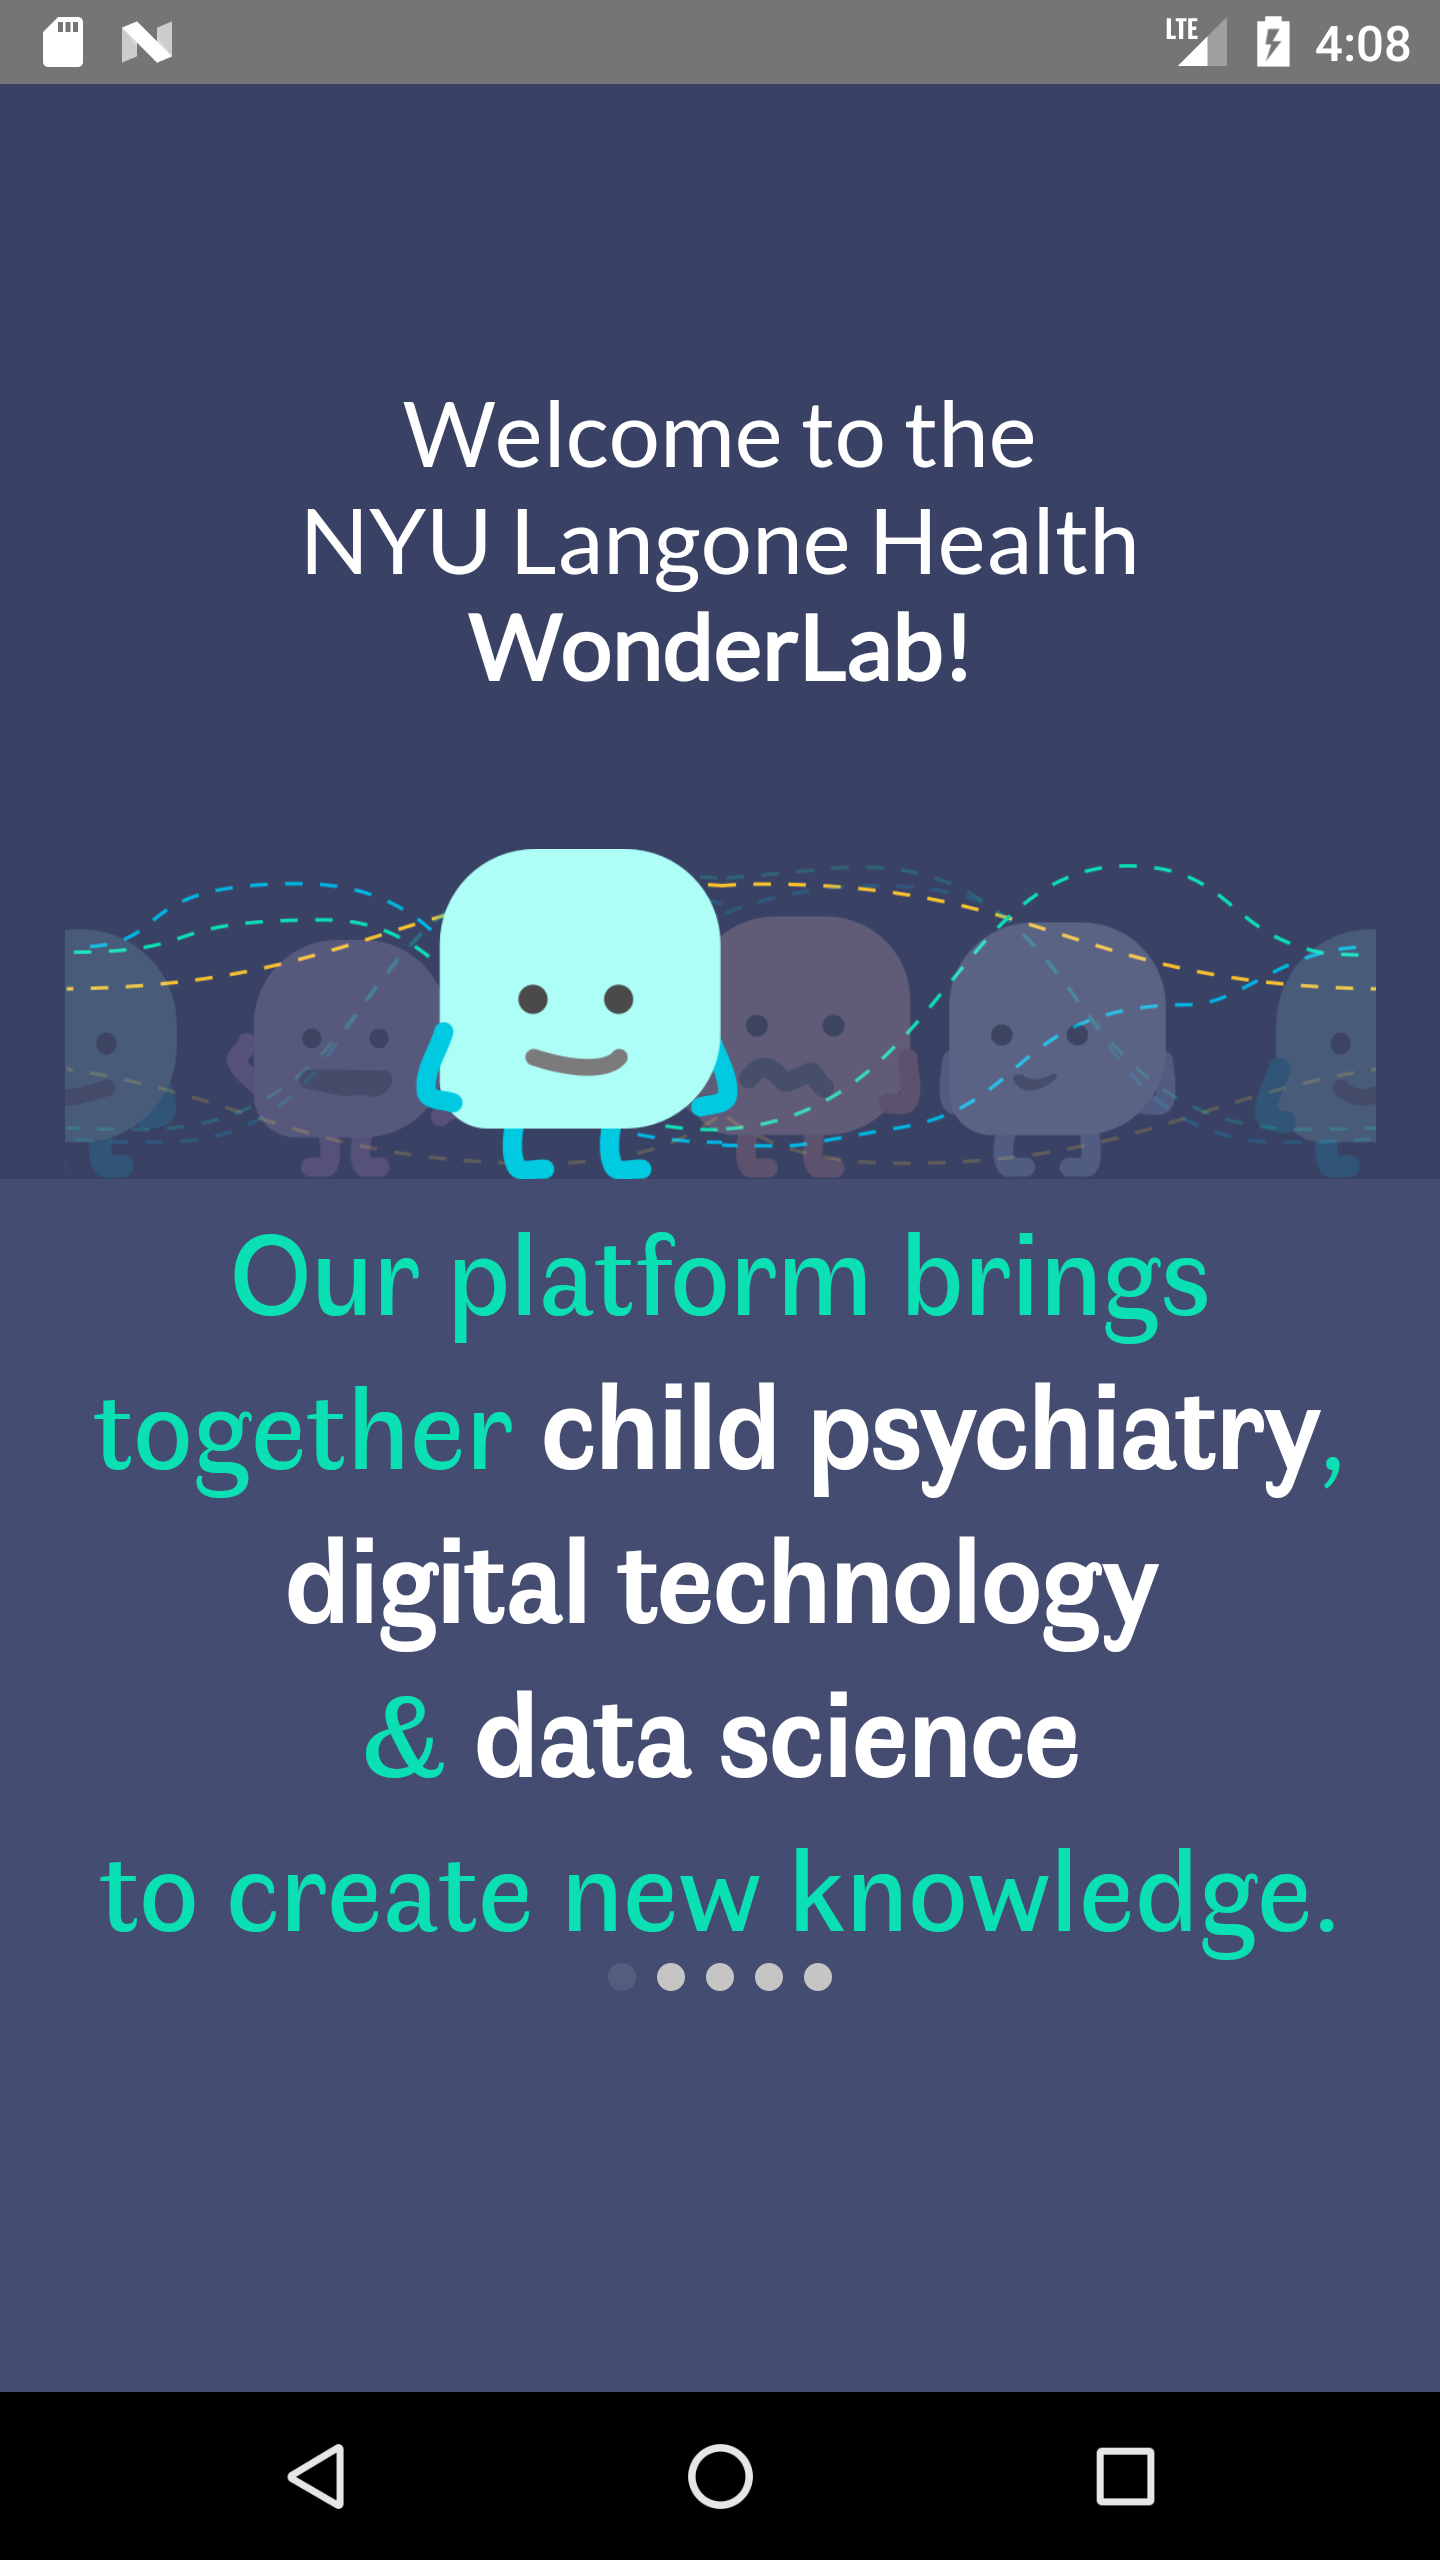 LTE 4:08
Welcome to the
NYU Langone Health
WonderLab!
Our platform brings
together child psychiatry,
digital technology
& data science
to create new knowledge.